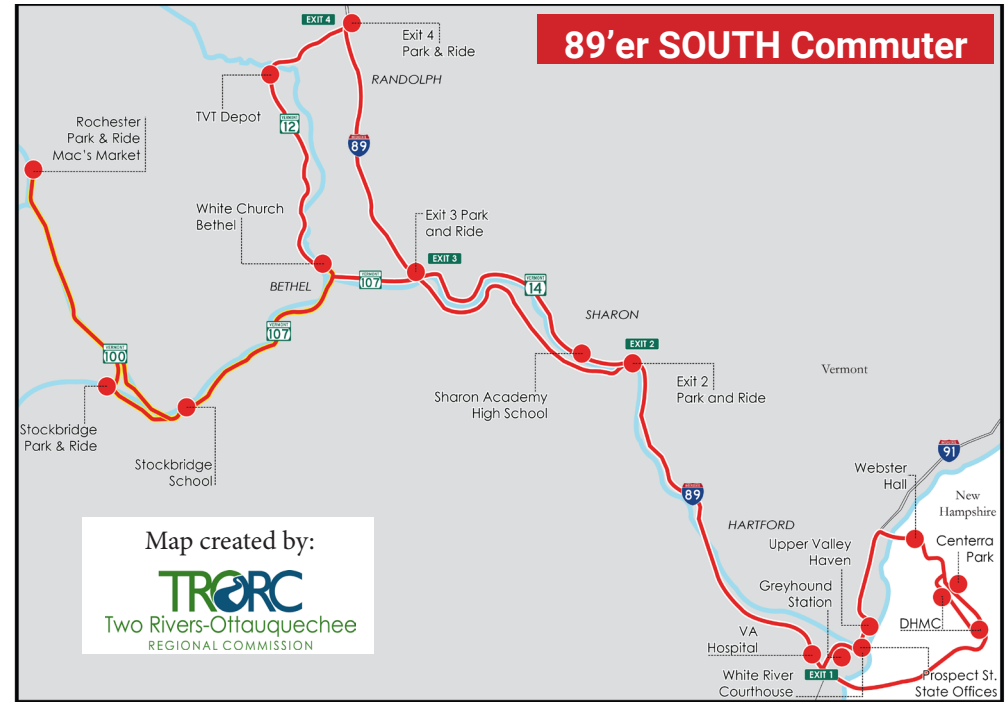 89’er SOUTH Commuter
EXIT 4
Exit 4
Park & Ride
RANDOLPH
TVT Depot
VERMONT
12
INTERSTATE
89
Rochester
Park & Ride
Mac’s Market
White Church
Bethel
Exit 3 Park
and Ride
EXIT 3
BETHEL
VERMONT
107
VERMONT
14
SHARON
VERMONT
107
EXIT 2
VERMONT
100
Sharon Academy
High School
Exit 2
Park and Ride
Vermont
Stockbridge
Park & Ride
Stockbridge
School
91
Webster
Hall
INTERSTATE
89
New
Hampshire
HARTFORD
Upper Valley
Haven
Centerra
Park
Greyhound
Station
DHMC
VA
Hospital
EXIT 1
White River
Courthouse
Prospect St.
State Offices
Map created by:
TRORC
Two Rivers-Ottauquechee
REGIONAL COMMISSION